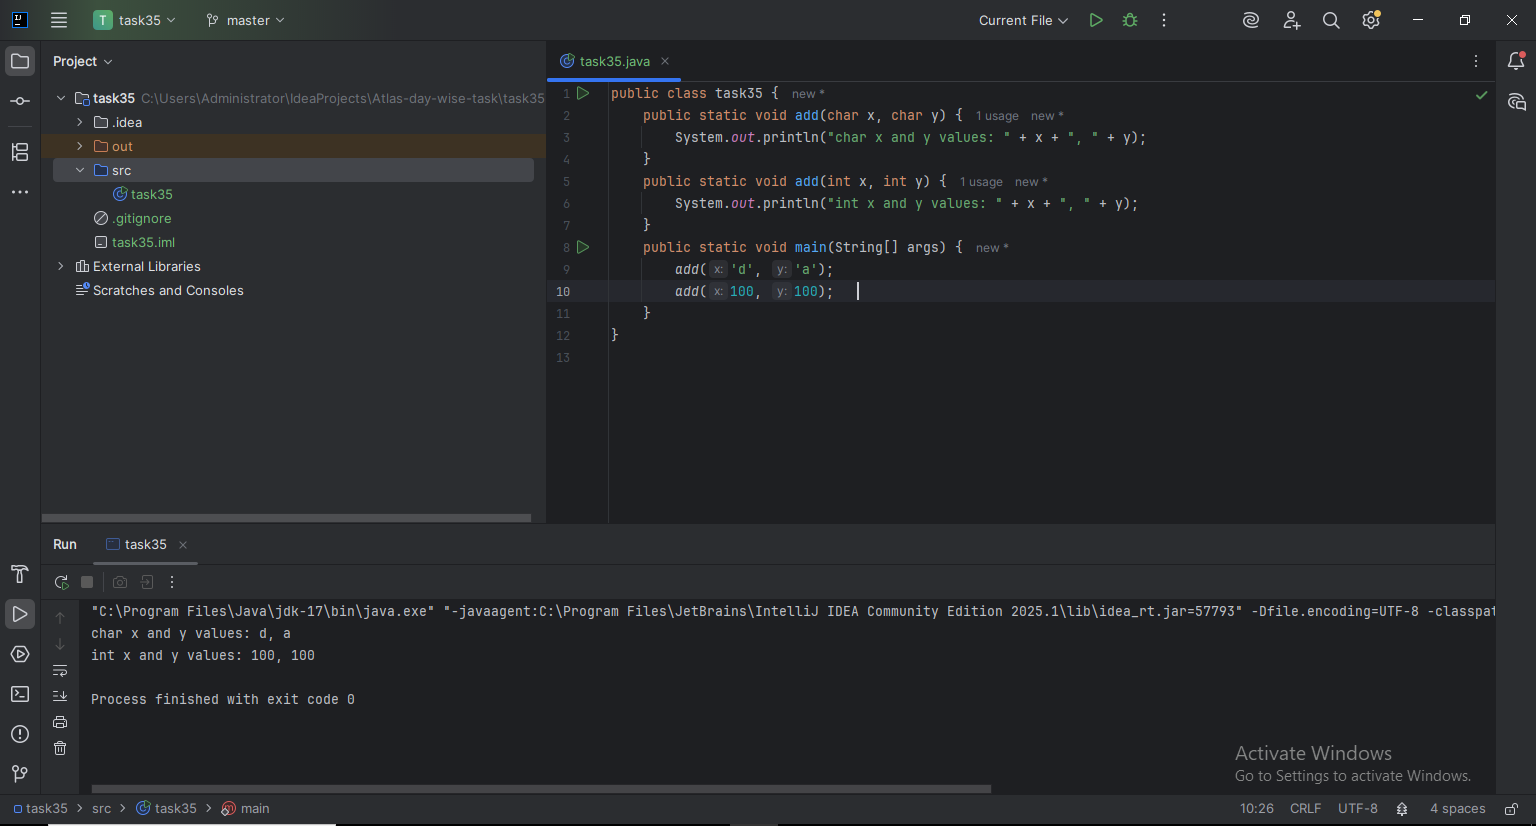 IJ
T task35 master Current File
Project
task35 C:\Users\Administrator\IdeaProjects\Atlas-day-wise-task\task35
.idea
out
src
task35
.gitignore
task35.iml
External Libraries
Scratches and Consoles
task35.java
1 public class task35 { new *
2 public static void add(char x, char y) { 1 usage new *
3 System.out.println("char x and y values: " + x + ", " + y);
4 }
5 public static void add(int x, int y) { 1 usage new *
6 System.out.println("int x and y values: " + x + ", " + y);
7 }
8 public static void main(String[] args) { new *
9 add( x: 'd', y: 'a');
10 add( x: 100, y: 100);
11 }
12 }
13
Run task35
"C:\Program Files\Java\jdk-17\bin\java.exe" "-javaagent:C:\Program Files\JetBrains\IntelliJ IDEA Community Edition 2025.1\lib\idea_rt.jar=57793" -Dfile.encoding=UTF-8 -classpat
char x and y values: d, a
int x and y values: 100, 100
Process finished with exit code 0
Activate Windows
Go to Settings to activate Windows.
task35 > src > task35 > m main 10:26 CRLF UTF-8 4 spaces